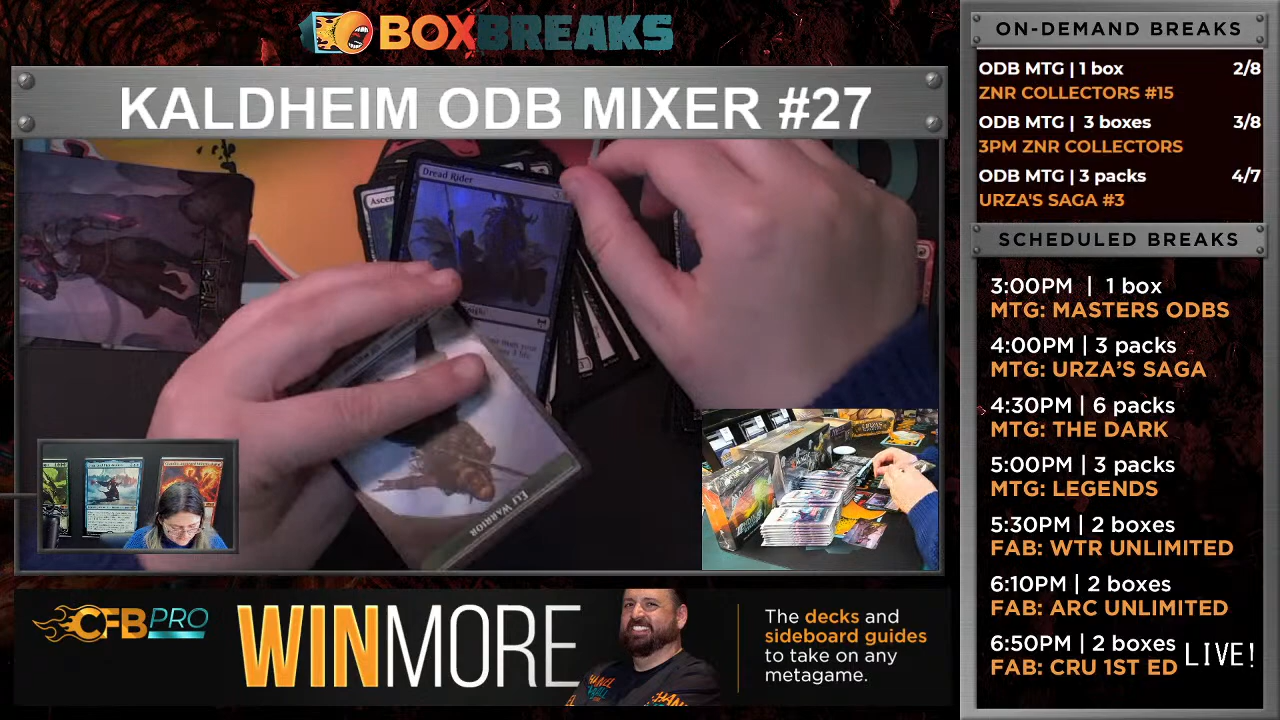 BOXBREAKS
KALDHEIM ODB MIXER #27
Dread Rider
Ascen
ELF WARRIOR
CFB PRO
WINMORE
The decks and
sideboard guides
to take on any
metagame.
ON-DEMAND BREAKS
ODB MTG | 1 box 2/8
ZNR COLLECTORS #15
ODB MTG | 3 boxes 3/8
3PM ZNR COLLECTORS
ODB MTG | 3 packs 4/7
URZA'S SAGA #3
SCHEDULED BREAKS
3:00PM | 1 box
MTG: MASTERS ODBS
4:00PM | 3 packs
MTG: URZA'S SAGA
4:30PM | 6 packs
MTG: THE DARK
5:00PM | 3 packs
MTG: LEGENDS
5:30PM | 2 boxes
FAB: WTR UNLIMITED
6:10PM | 2 boxes
FAB: ARC UNLIMITED
6:50PM | 2 boxes
FAB: CRU 1ST ED
LIVE!